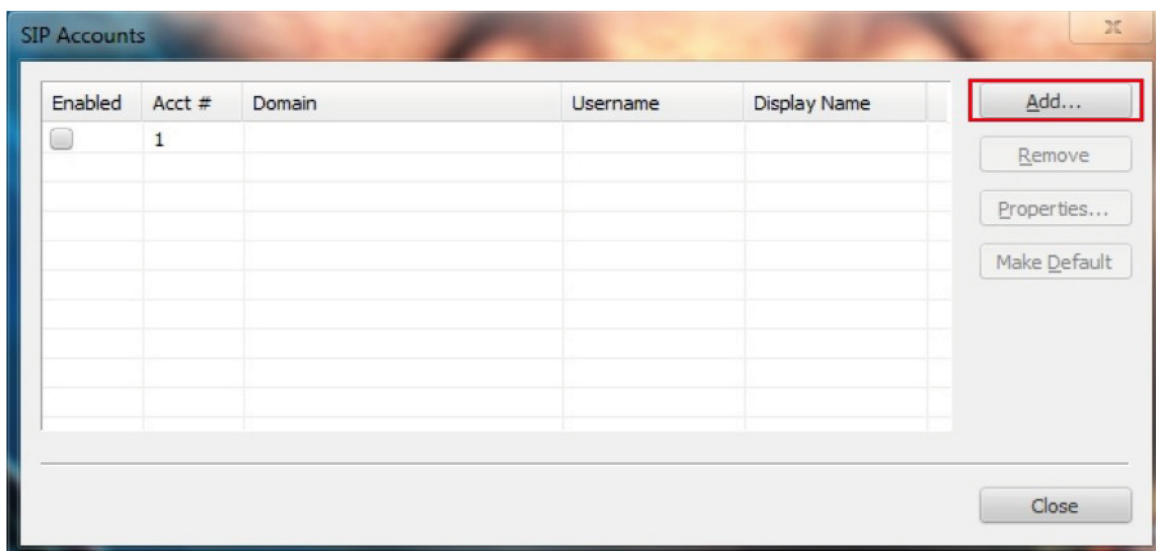 SIP Accounts
Enabled Acct # Domain Username Display Name
1
Add...
Remove
Properties...
Make Default
Close